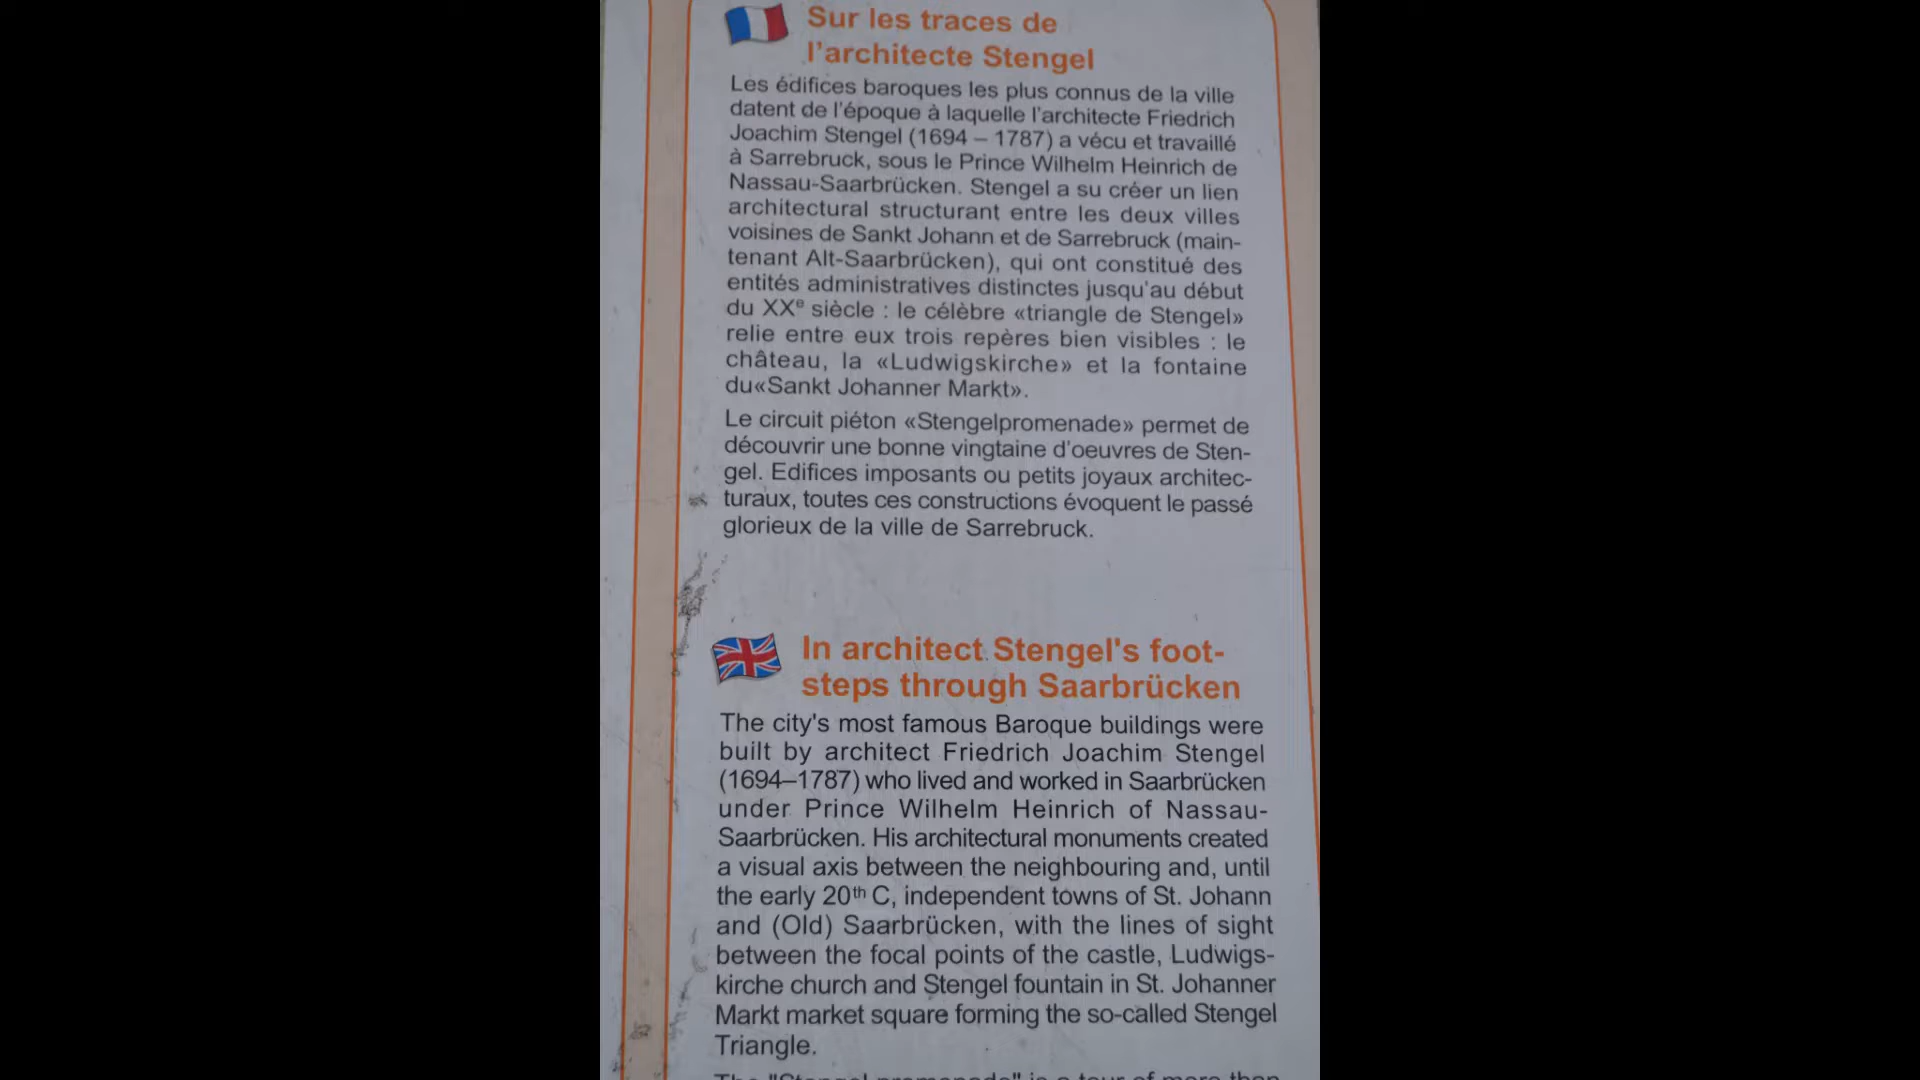 Sur les traces de
l'architecte Stengel
Les édifices baroques les plus connus de la ville
datent de l'époque à laquelle l'architecte Friedrich
Joachim Stengel (1694 – 1787) a vécu et travaillé
à Sarrebruck, sous le Prince Wilhelm Heinrich de
Nassau-Saarbrücken. Stengel a su créer un lien
architectural structurant entre les deux villes
voisines de Sankt Johann et de Sarrebruck (main-
tenant Alt-Saarbrücken), qui ont constitué des
entités administratives distinctes jusqu'au début
du XXe siècle : le célèbre «triangle de Stengel»
relie entre eux trois repères bien visibles : le
château, la «Ludwigskirche» et la fontaine
du«Sankt Johanner Markt».
Le circuit piéton «Stengelpromenade» permet de
découvrir une bonne vingtaine d'oeuvres de Sten-
gel. Edifices imposants ou petits joyaux architec-
turaux, toutes ces constructions évoquent le passé
glorieux de la ville de Sarrebruck.
In architect Stengel's foot-
steps through Saarbrücken
The city's most famous Baroque buildings were
built by architect Friedrich Joachim Stengel
(1694–1787) who lived and worked in Saarbrücken
under Prince Wilhelm Heinrich of Nassau-
Saarbrücken. His architectural monuments created
a visual axis between the neighbouring and, until
the early 20th C, independent towns of St. Johann
and (Old) Saarbrücken, with the lines of sight
between the focal points of the castle, Ludwigs-
kirche church and Stengel fountain in St. Johanner
Markt market square forming the so-called Stengel
Triangle.
The "Stengel promenade" is a tour of more than